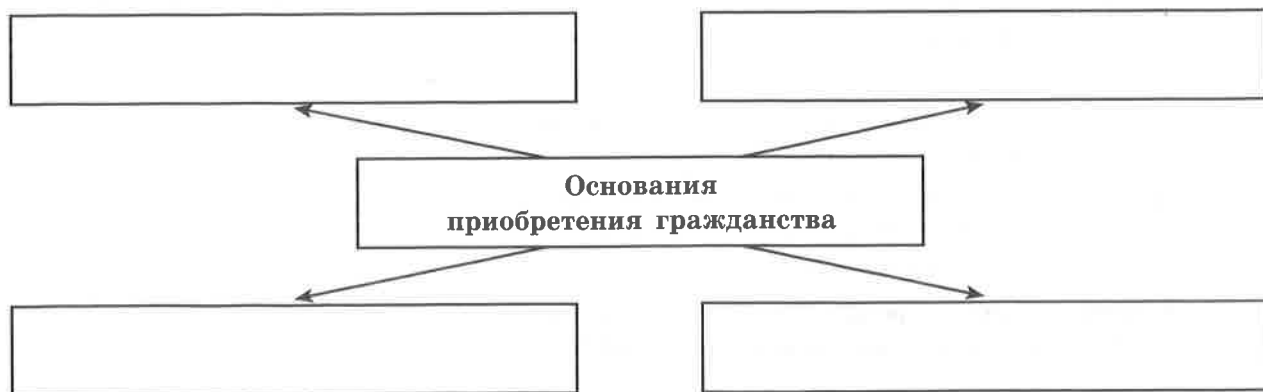 Основания
приобретения гражданства